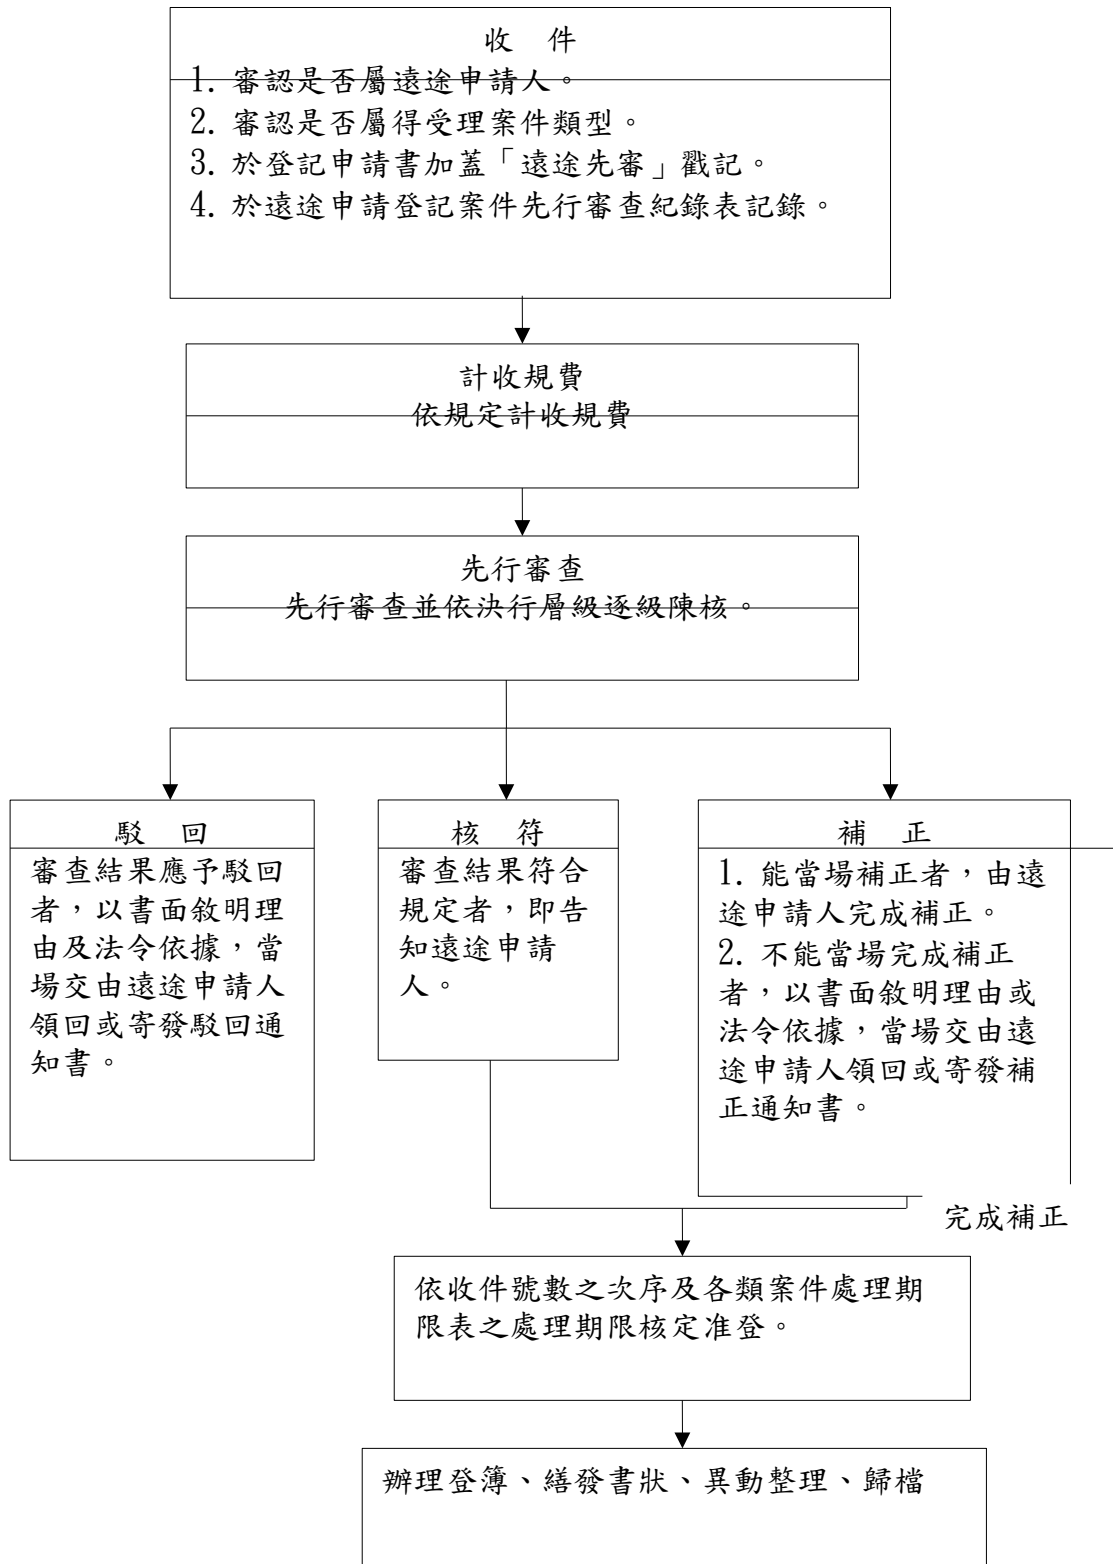 收 件
1. 審認是否屬遠途申請人。
2. 審認是否屬得受理案件類型。
3. 於登記申請書加蓋「遠途先審」戳記。
4. 於遠途申請登記案件先行審查紀錄表記錄。
計收規費
依規定計收規費
先行審查
先行審查並依決行層級逐級陳核。
駁 回
審查結果應予駁回
者，以書面敘明理
由及法令依據，當
場交由遠途申請人
領回或寄發駁回通
知書。
核 符
審查結果符合
規定者，即告
知遠途申請
人。
補 正
1. 能當場補正者，由遠
途申請人完成補正。
2. 不能當場完成補正
者，以書面敘明理由或
法令依據，當場交由遠
途申請人領回或寄發補
正通知書。
完成補正
依收件號數之次序及各類案件處理期
限表之處理期限核定准登。
辦理登簿、繕發書狀、異動整理、歸檔